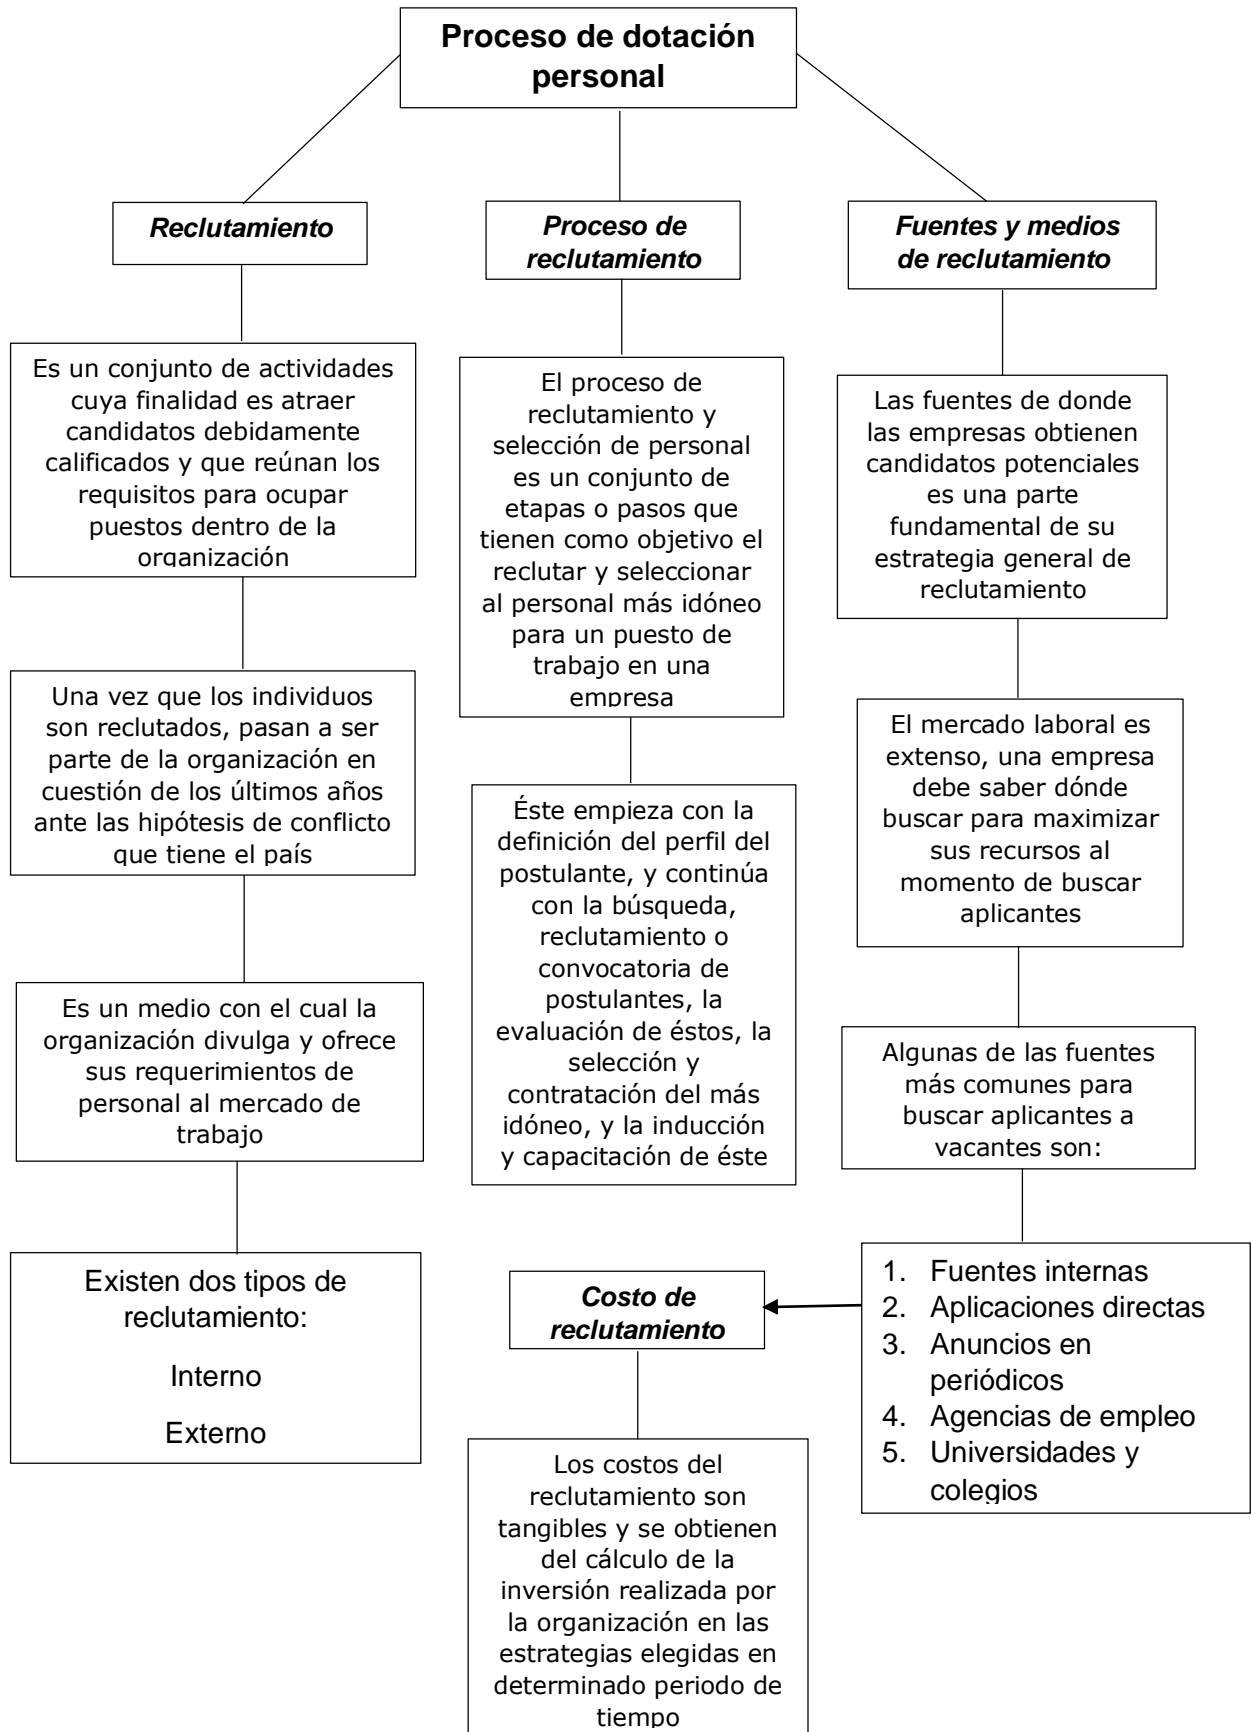 Proceso de dotación
personal
Reclutamiento
Es un conjunto de actividades
cuya finalidad es atraer
candidatos debidamente
calificados y que reúnan los
requisitos para ocupar
puestos dentro de la
organización
Una vez que los individuos
son reclutados, pasan a ser
parte de la organización en
cuestión de los últimos años
ante las hipótesis de conflicto
que tiene el país
Es un medio con el cual la
organización divulga y ofrece
sus requerimientos de
personal al mercado de
trabajo
Existen dos tipos de
reclutamiento:
Interno
Externo
Proceso de
reclutamiento
El proceso de
reclutamiento y
selección de personal
es un conjunto de
etapas o pasos que
tienen como objetivo el
reclutar y seleccionar
al personal más idóneo
para un puesto de
trabajo en una
empresa
Éste empieza con la
definición del perfil del
postulante, y continúa
con la búsqueda,
reclutamiento o
convocatoria de
postulantes, la
evaluación de éstos, la
selección y
contratación del más
idóneo, y la inducción
y capacitación de éste
Fuentes y medios
de reclutamiento
Las fuentes de donde
las empresas obtienen
candidatos potenciales
es una parte
fundamental de su
estrategia general de
reclutamiento
El mercado laboral es
extenso, una empresa
debe saber dónde
buscar para maximizar
sus recursos al
momento de buscar
aplicantes
Algunas de las fuentes
más comunes para
buscar aplicantes a
vacantes son:
1. Fuentes internas
2. Aplicaciones directas
3. Anuncios en
periódicos
4. Agencias de empleo
5. Universidades y
colegios
Costo de
reclutamiento
Los costos del
reclutamiento son
tangibles y se obtienen
del cálculo de la
inversión realizada por
la organización en las
estrategias elegidas en
determinado periodo de
tiempo